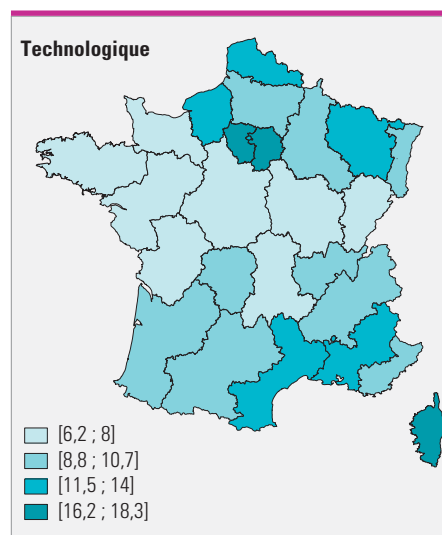 Technologique
[6,2 ; 8]
[8,8 ; 10,7]
[11,5 ; 14]
[16,2 ; 18,3]